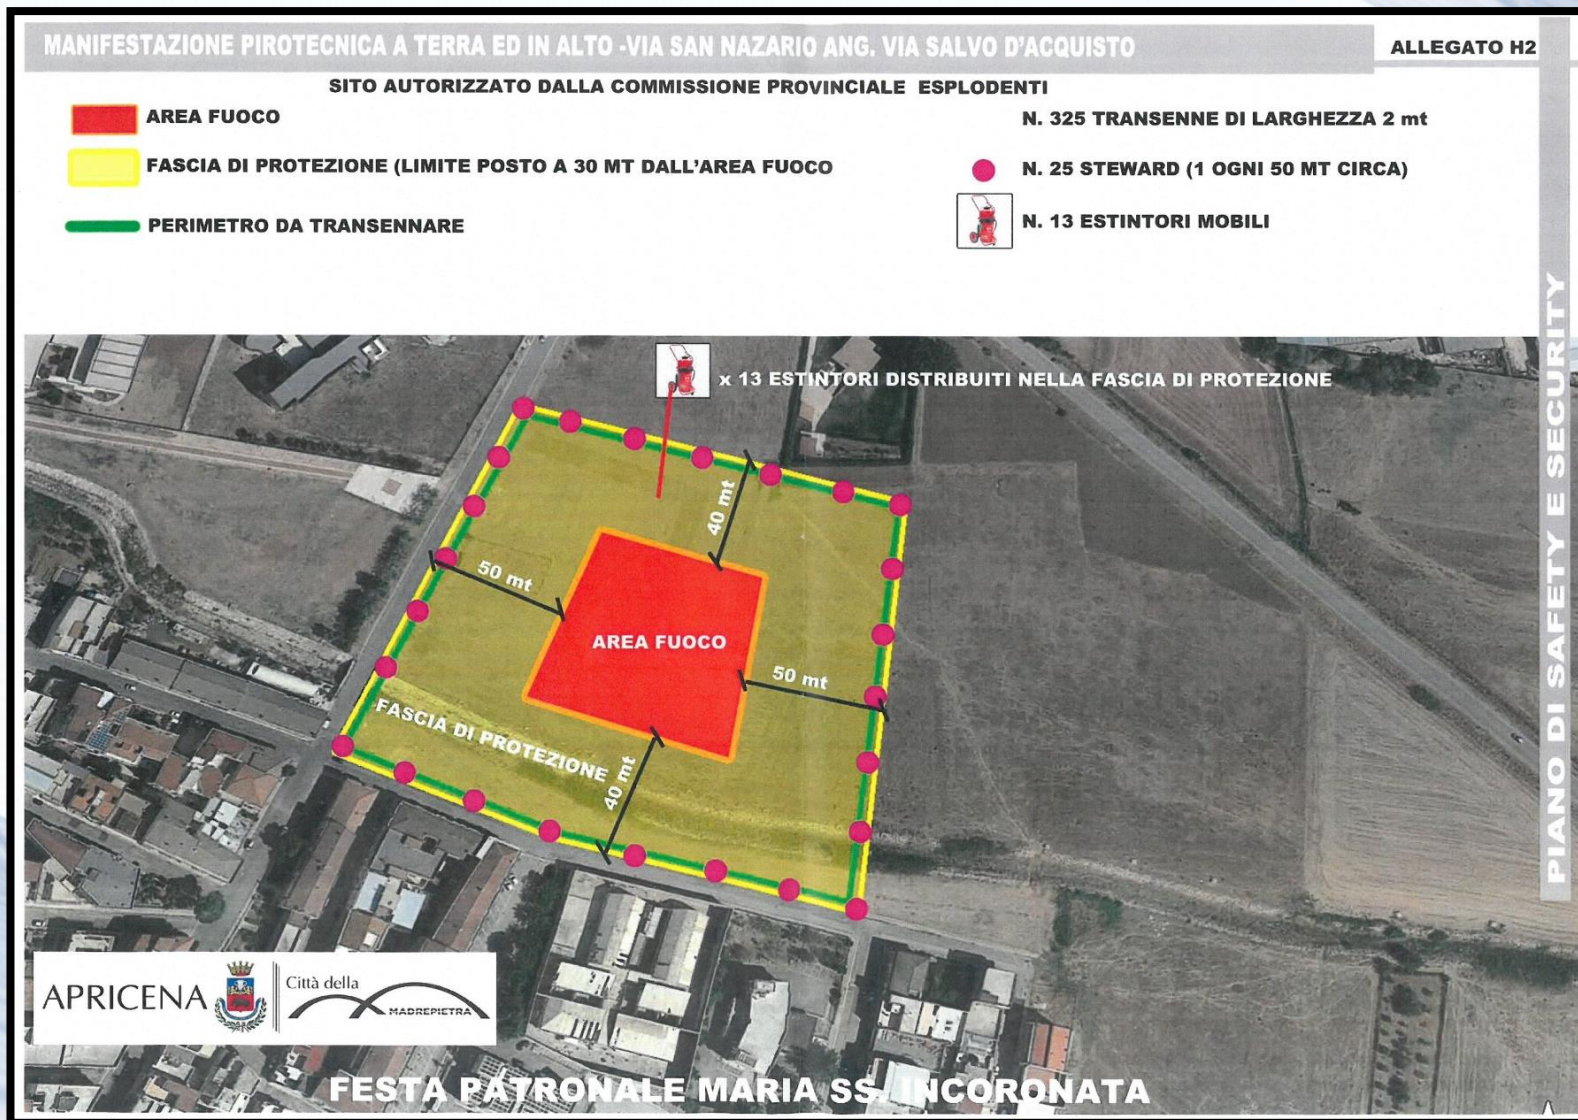 MANIFESTAZIONE PIROTECNICA A TERRA ED IN ALTO -VIA SAN NAZARIO ANG. VIA SALVO D'ACQUISTO
ALLEGATO H2
SITO AUTORIZZATO DALLA COMMISSIONE PROVINCIALE ESPLODENTI
AREA FUOCO
N. 325 TRANSENNE DI LARGHEZZA 2 mt
FASCIA DI PROTEZIONE (LIMITE POSTO A 30 MT DALL'AREA FUOCO
N. 25 STEWARD (1 OGNI 50 MT CIRCA)
PERIMETRO DA TRANSENNARE
N. 13 ESTINTORI MOBILI
PIANO DI SAFETY E SECURITY
x 13 ESTINTORI DISTRIBUITI NELLA FASCIA DI PROTEZIONE
40 mt
50 mt
AREA FUOCO
50 mt
FASCIA DI PROTEZIONE
40 mt
APRICENA
Città della
MADREPIETRA
FESTA PATRONALE MARIA SS. INCORONATA